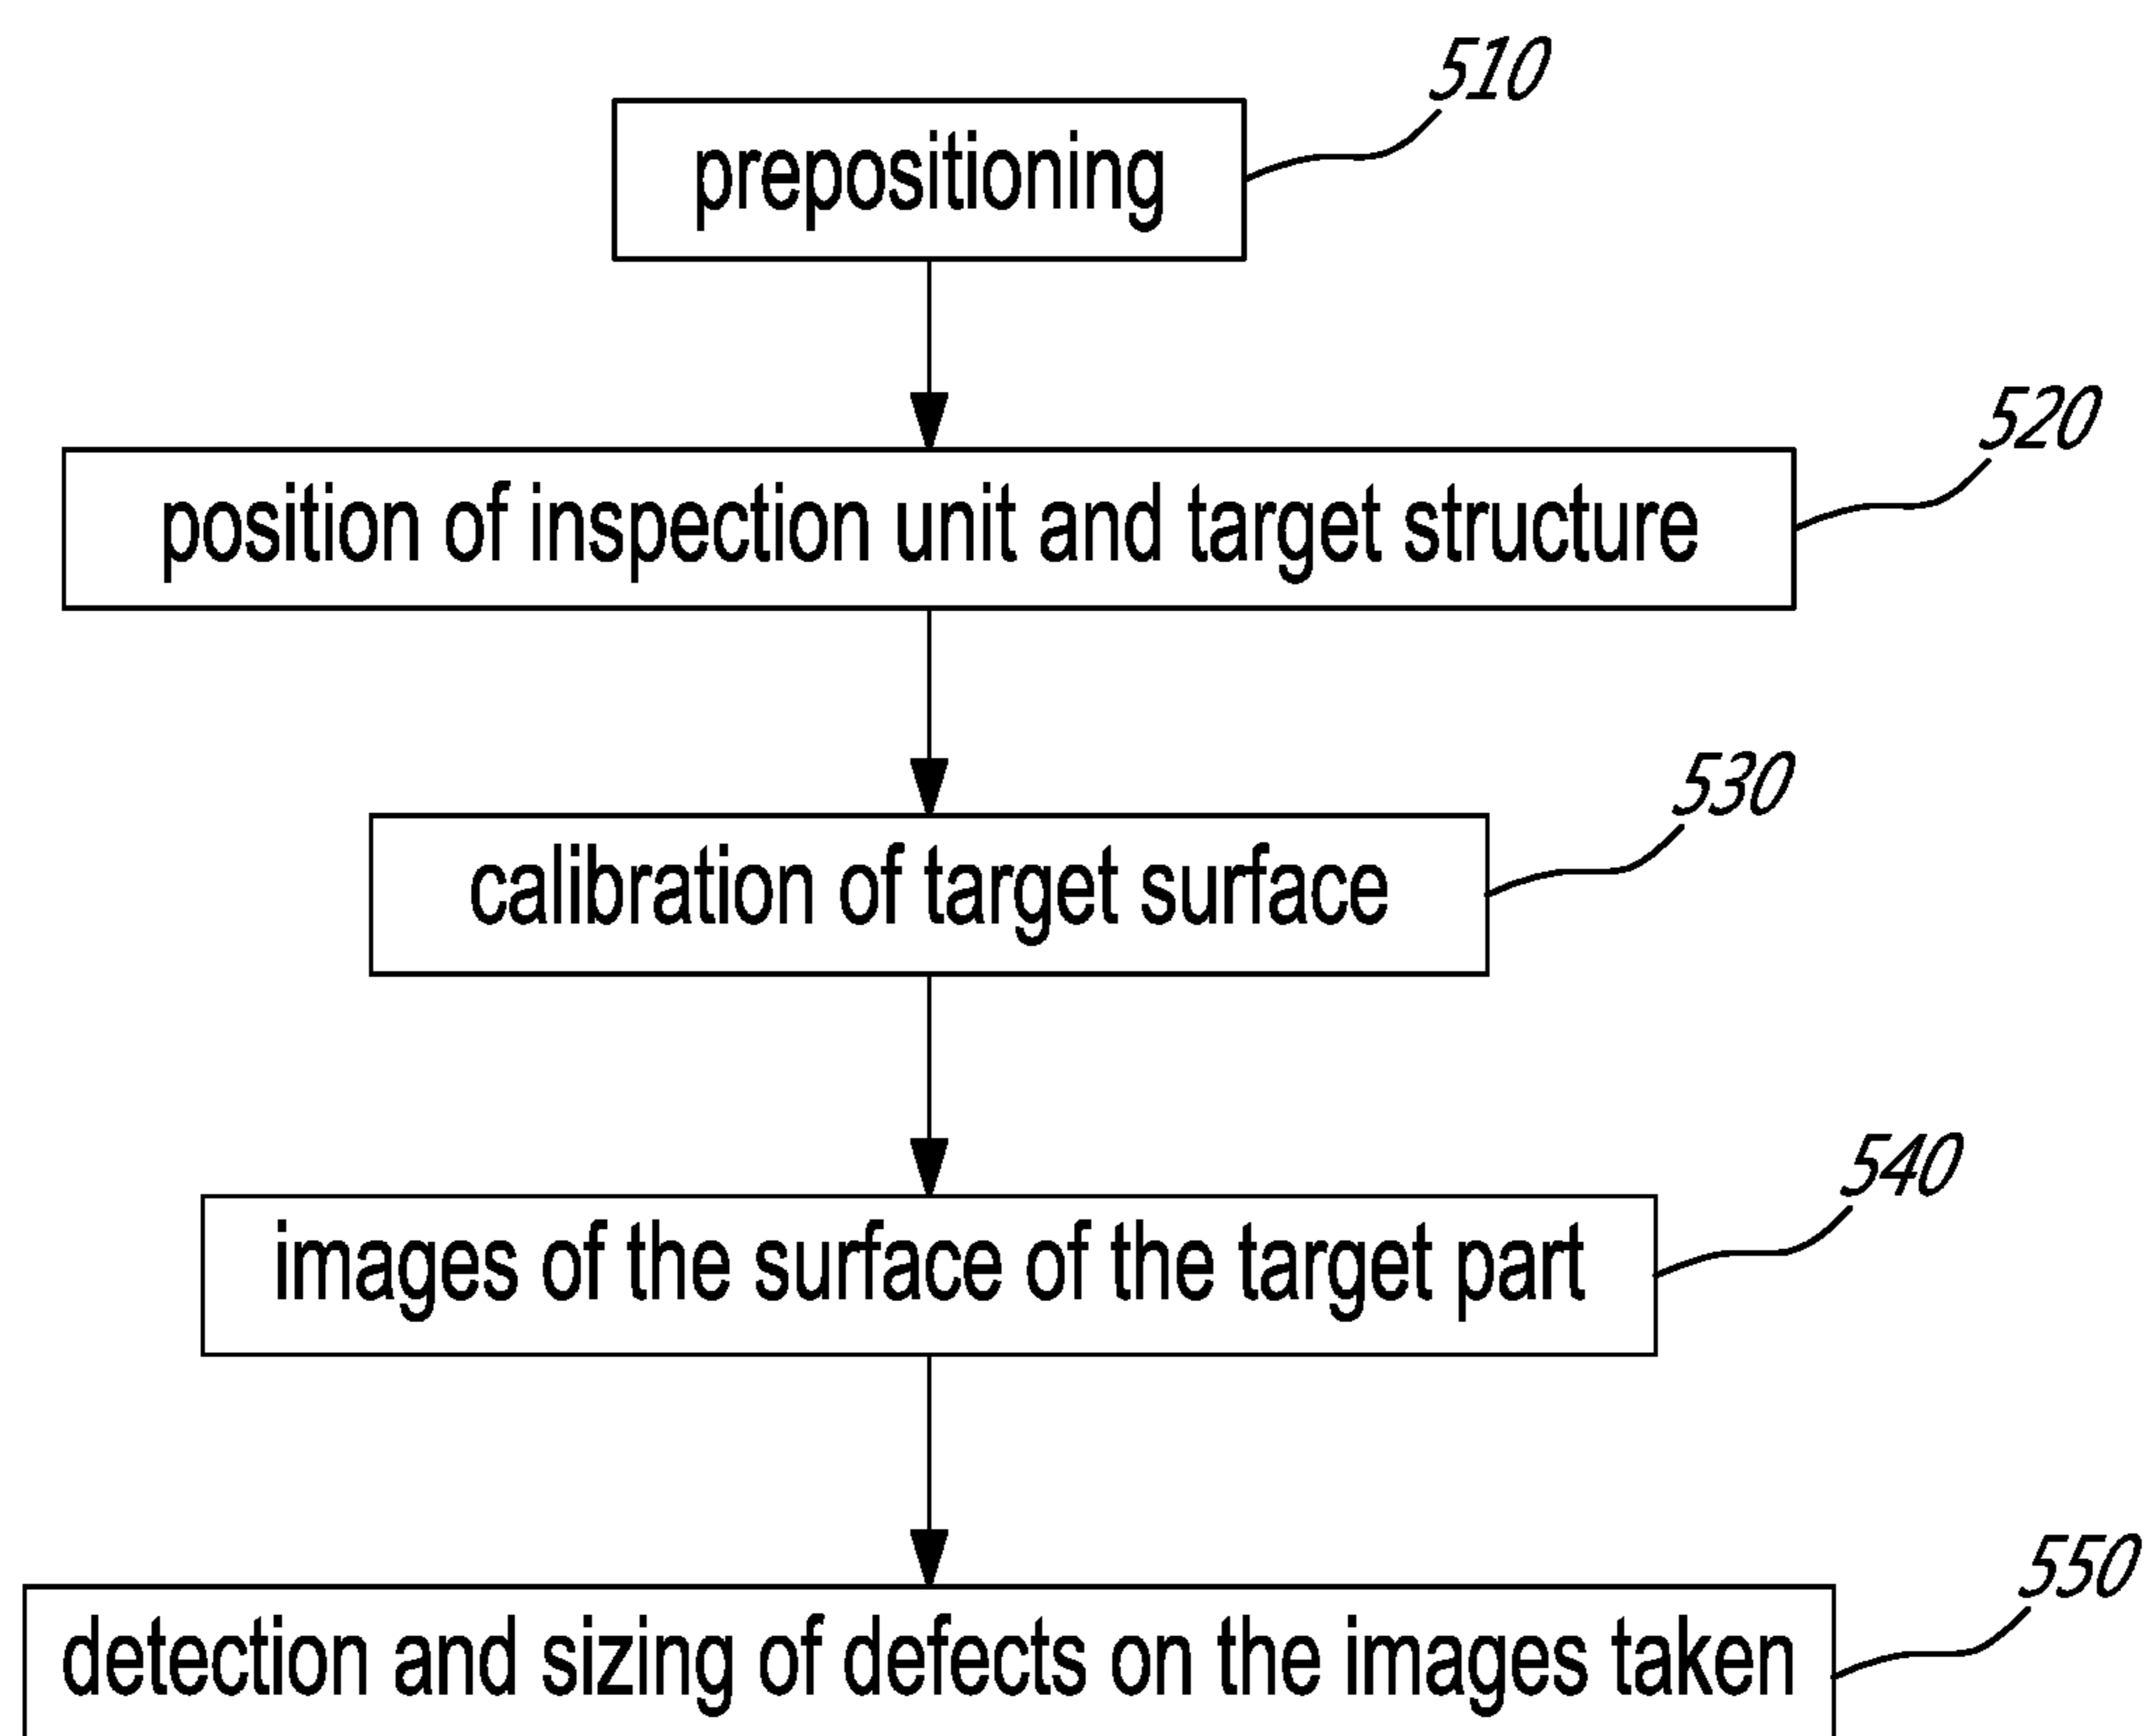 510
prepositioning
520
position of inspection unit and target structure
530
calibration of target surface
540
images of the surface of the target part
550
detection and sizing of defects on the images taken